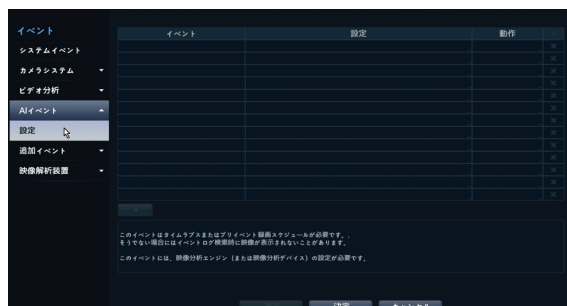 イベント
システムイベント
カメラシステム
ビデオ分析
AIイベント
設定
追加イベント
映像解析装置
イベント 設定 動作
このイベントはタイムラプスまたはプリイベント録画スケジュールが必要です。.
そうでない場合にはイベントログ検索時に映像が表示されないことがあります。
このイベントには、映像分析エンジン（または映像分析デバイス）の設定が必要です。
決定 キャンセル